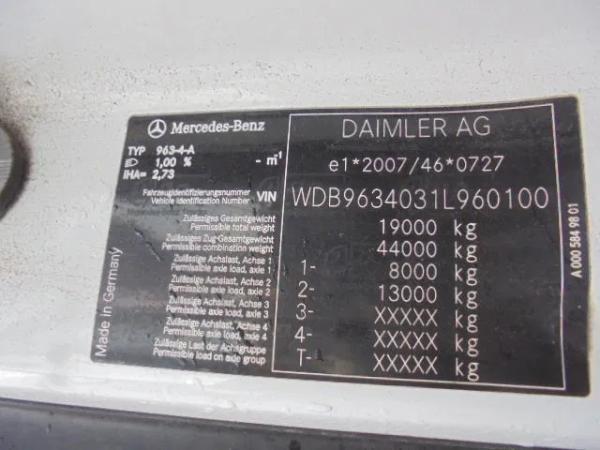 Mercedes-Benz
TYP 963-4-A
1,00 % - m-1
IHA= 2,73
DAIMLER AG
e1*2007/46*0727
Fahrzeugidentifizierungsnummer
Vehicle Identification Number VIN WDB9634031L960100
Zulässiges Gesamtgewicht
Permissible total weight 19000 kg
Zulässiges Zug-Gesamtgewicht
Permissible combination weight 44000 kg
Zulässige Achslast, Achse 1
Permissible axle load, axle 1 1- 8000 kg
Zulässige Achslast, Achse 2
Permissible axle load, axle 2 2- 13000 kg
Zulässige Achslast, Achse 3
Permissible axle load, axle 3 3- XXXXX kg
Zulässige Achslast, Achse 4
Permissible axle load, axle 4 4- XXXXX kg
Zulässige Last der Achsgruppe
Permissible load on axle group T- XXXXX kg
Made in Germany
A 000 584 98 01